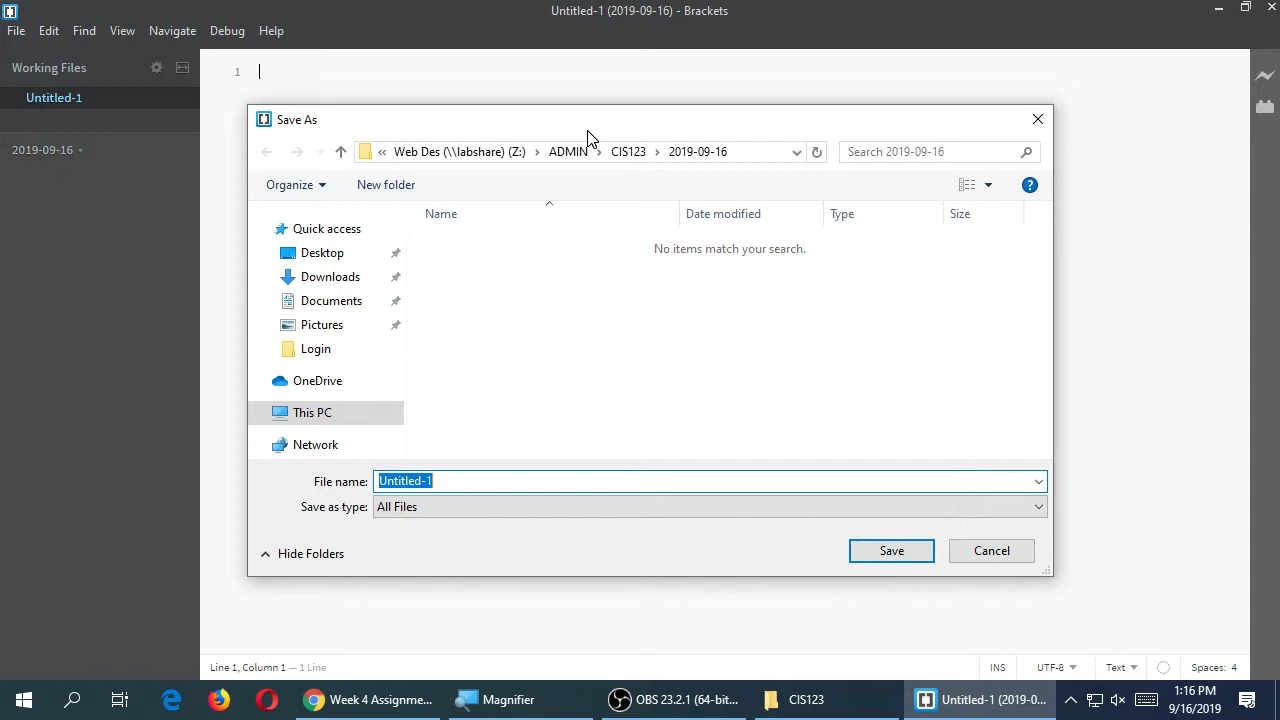 Untitled-1 (2019-09-16) - Brackets
File Edit Find View Navigate Debug Help
Working Files
1
Untitled-1
Save As
2019-09-16
« Web Des (\\labshare) (Z:) ADMIN CIS123 2019-09-16
Search 2019-09-16
Organize New folder
?
Name Date modified Type Size
Quick access
No items match your search.
Desktop
Downloads
Documents
Pictures
Login
OneDrive
This PC
Network
File name: Untitled-1
Save as type: All Files
Hide Folders Save Cancel
Line 1, Column 1 — 1 Line INS UTF-8 Text Spaces: 4
Week 4 Assignme... Magnifier OBS 23.2.1 (64-bit... CIS123 Untitled-1 (2019-0... 1:16 PM
9/16/2019